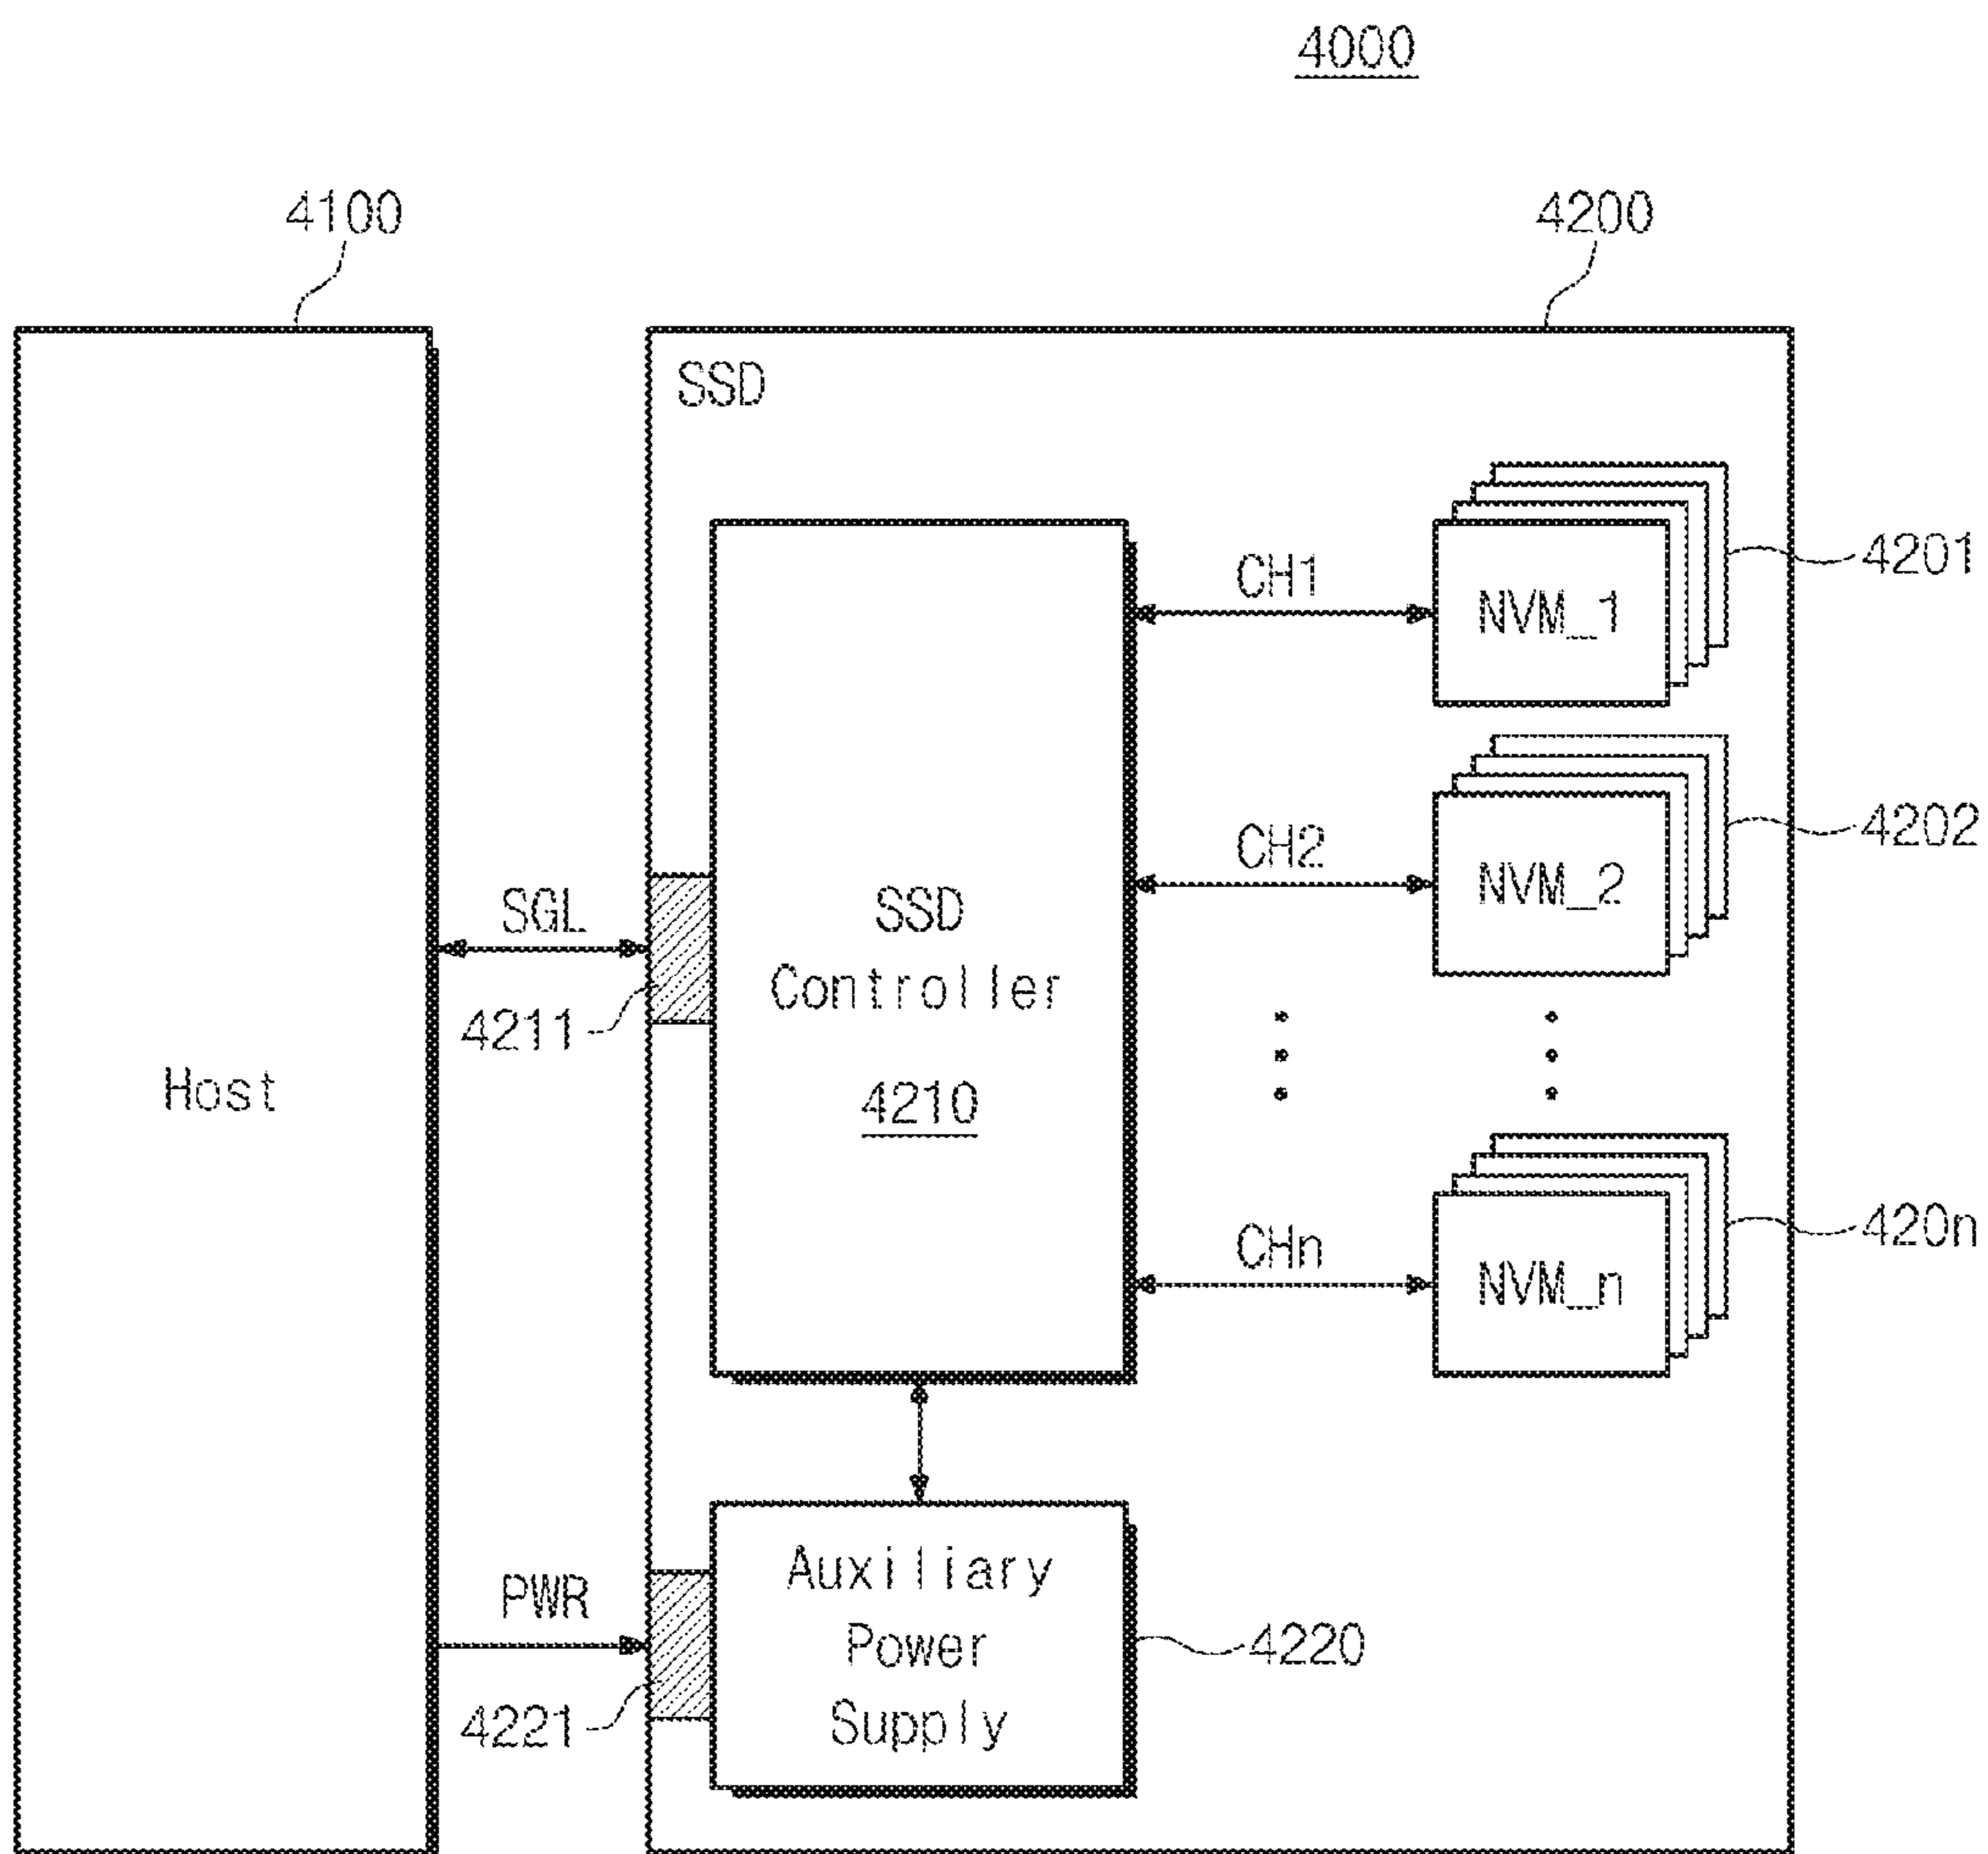 4000
4100
4200
SSD
4201
CH1
NVM_1
4202
CH2
NVM_2
SGL
SSD
Controller
4210
4211
Host
420n
CHn
NVM_n
PWR
Auxiliary
Power
Supply
4220
4221